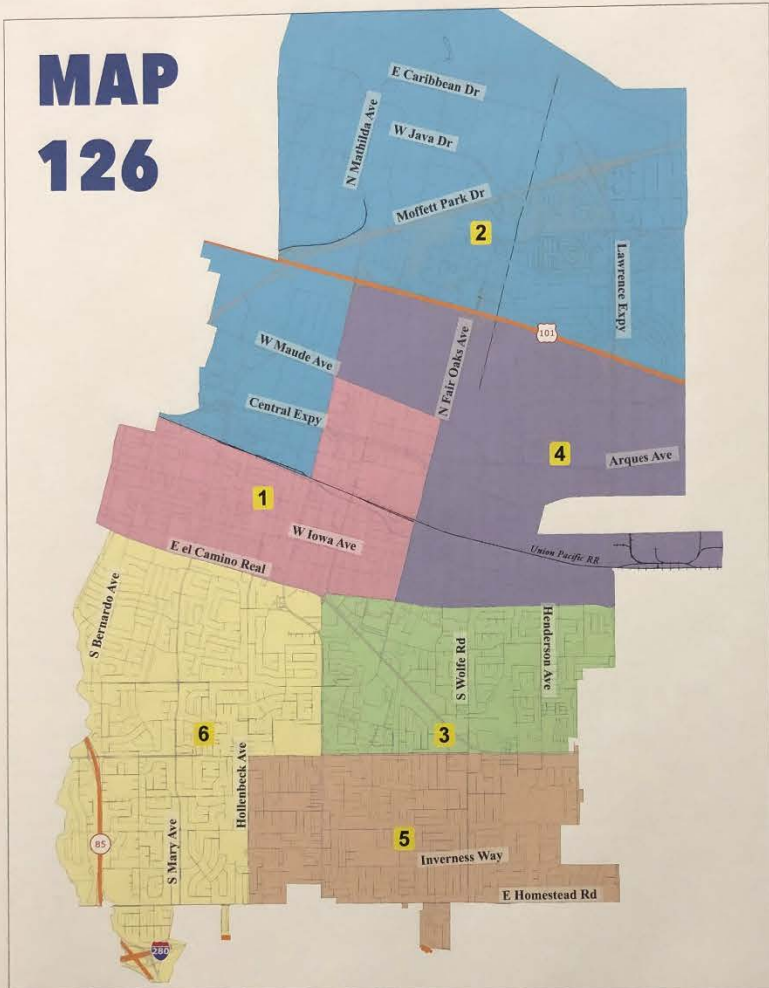 MAP
126
E Caribbean Dr
N Mathilda Ave
W Java Dr
Moffett Park Dr
2
Lawrence Expy
101
W Maude Ave
N Fair Oaks Ave
Central Expy
4
Arques Ave
1
W Iowa Ave
E el Camino Real
Union Pacific RR
S Bernardo Ave
S Wolfe Rd
Henderson Ave
6
3
Hollenbeck Ave
85
S Mary Ave
5
Inverness Way
E Homestead Rd
280